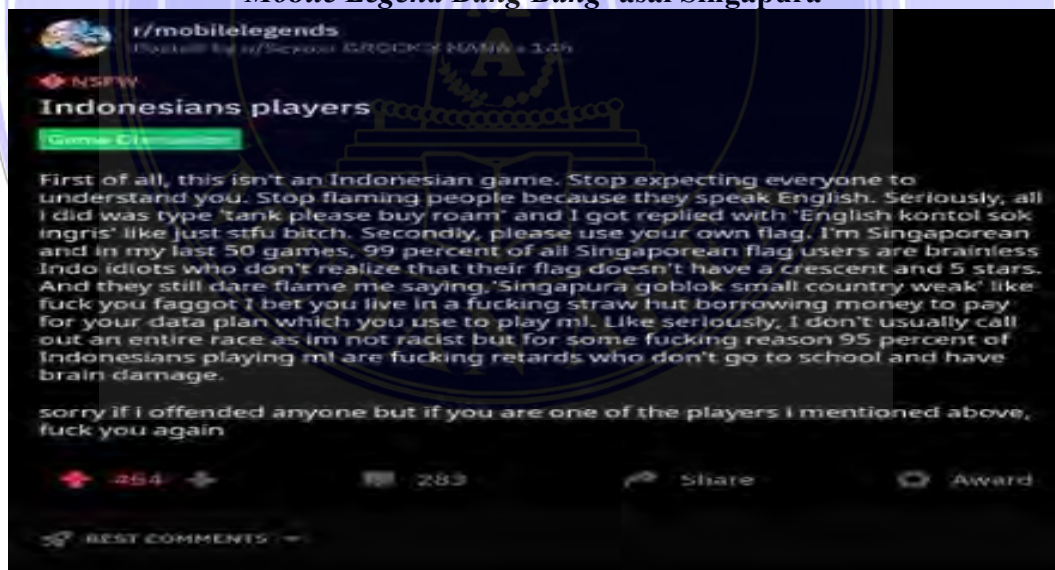 Mobile Legend Bang Bang asal Singapura
r/mobilelegends
NSFW
Indonesians players
Game Discussion
First of all, this isn't an Indonesian game. Stop expecting everyone to
understand you. Stop flaming people because they speak English. Seriously, all
i did was type 'tank please buy roam' and I got replied with 'English kontol sok
ingris' like just stfu bitch. Secondly, please use your own flag. I'm Singaporean
and in my last 50 games, 99 percent of all Singaporean flag users are brainless
Indo idiots who don't realize that their flag doesn't have a crescent and 5 stars.
And they still dare flame me saying,'Singapura goblok small country weak' like
fuck you faggot I bet you live in a fucking straw hut borrowing money to pay
for your data plan which you use to play ml. Like seriously, I don't usually call
out an entire race as im not racist but for some fucking reason 95 percent of
Indonesians playing ml are fucking retards who don't go to school and have
brain damage.
sorry if i offended anyone but if you are one of the players i mentioned above,
fuck you again
464
283
Share
Award
BEST COMMENTS